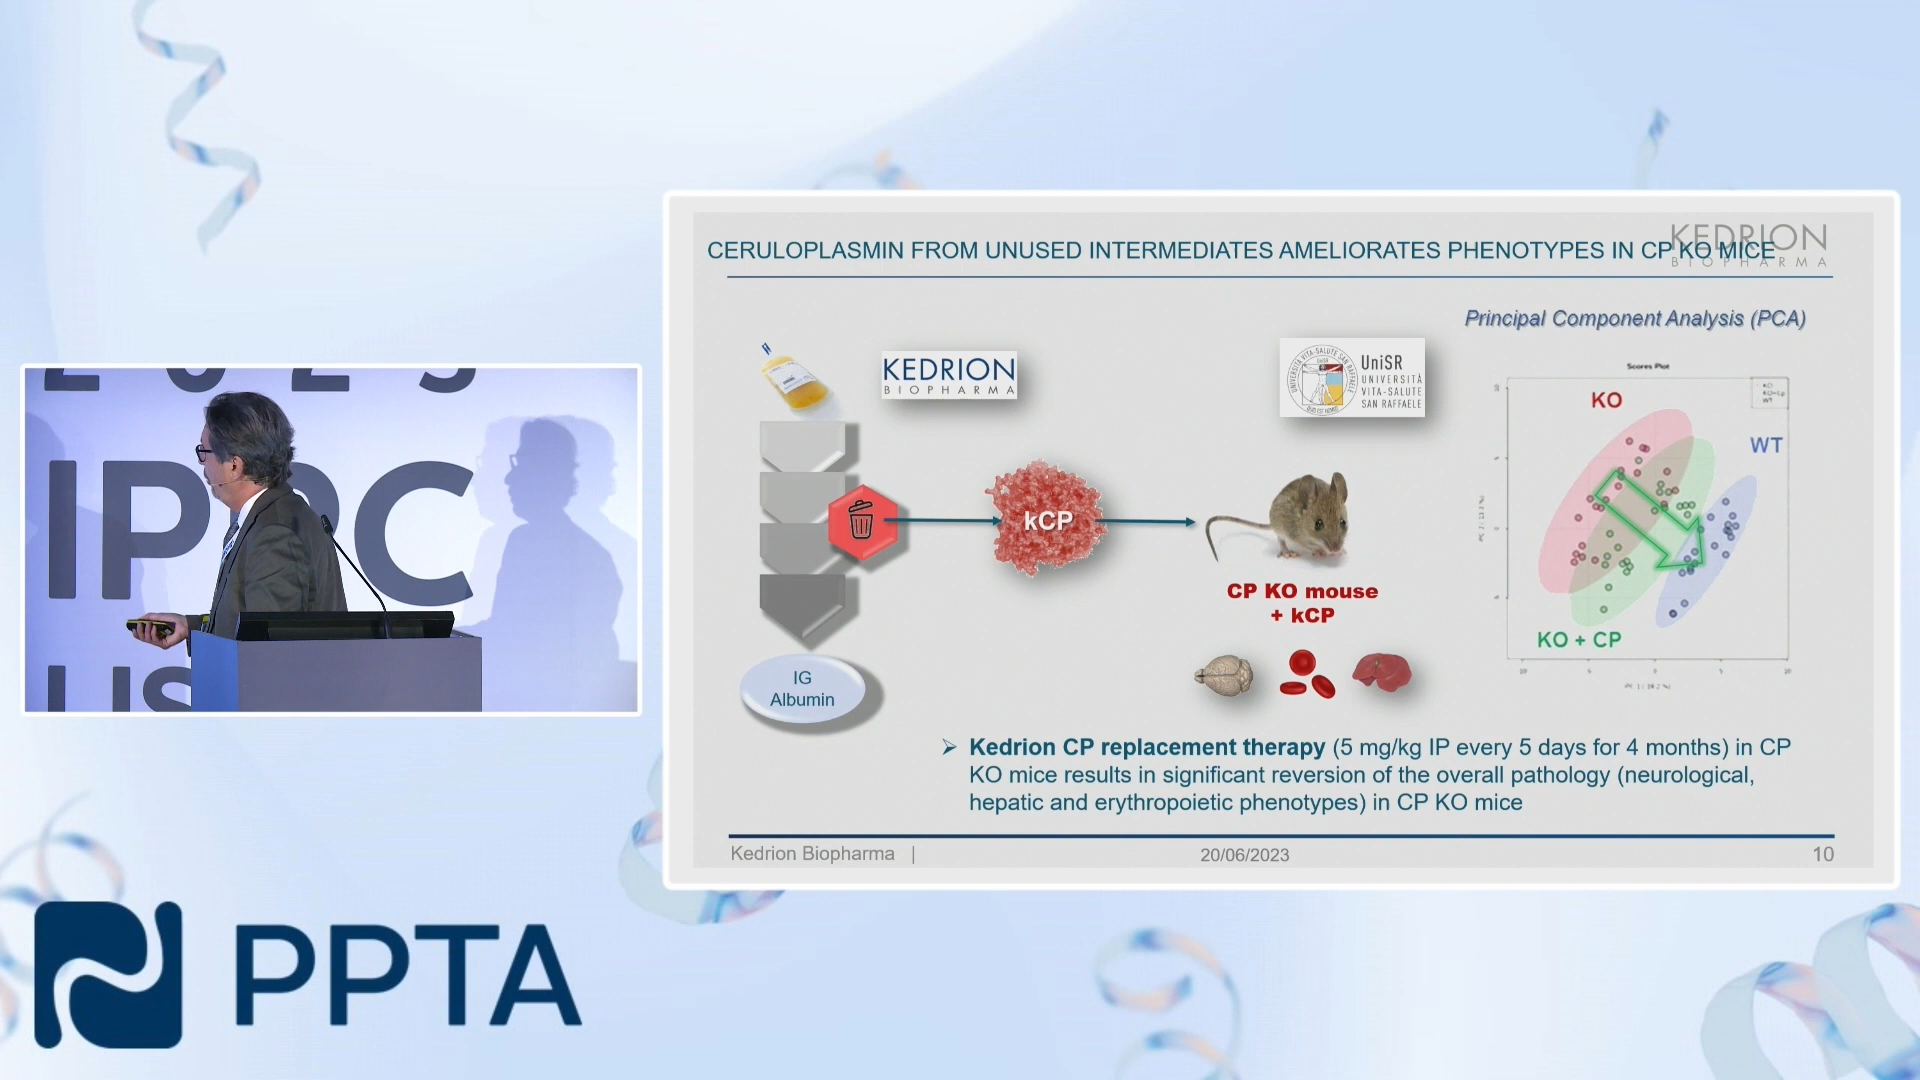 2023
IPPC
LIS
PPTA
CERULOPLASMIN FROM UNUSED INTERMEDIATES AMELIORATES PHENOTYPES IN CP KO MICE
KEDRION
BIOPHARMA
Principal Component Analysis (PCA)
KEDRION
BIOPHARMA
UniSR
UNIVERSITÀ
VITA-SALUTE
SAN RAFFAELE
Scores Plot
KO
WT
KO + CP
kCP
CP KO mouse
+ kCP
IG
Albumin
➢ Kedrion CP replacement therapy (5 mg/kg IP every 5 days for 4 months) in CP
KO mice results in significant reversion of the overall pathology (neurological,
hepatic and erythropoietic phenotypes) in CP KO mice
Kedrion Biopharma |
20/06/2023
10